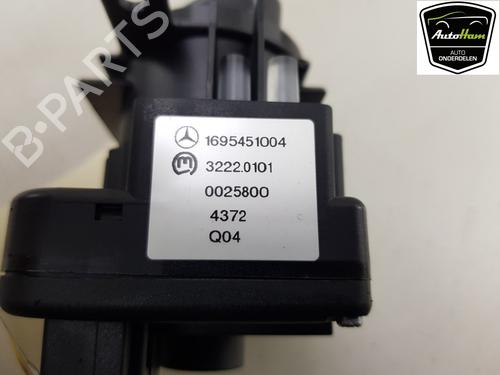 1695451004
3222.0101
0025800
4372
Q04
AutoHam
AUTO
ONDERDELEN
B-PARTS